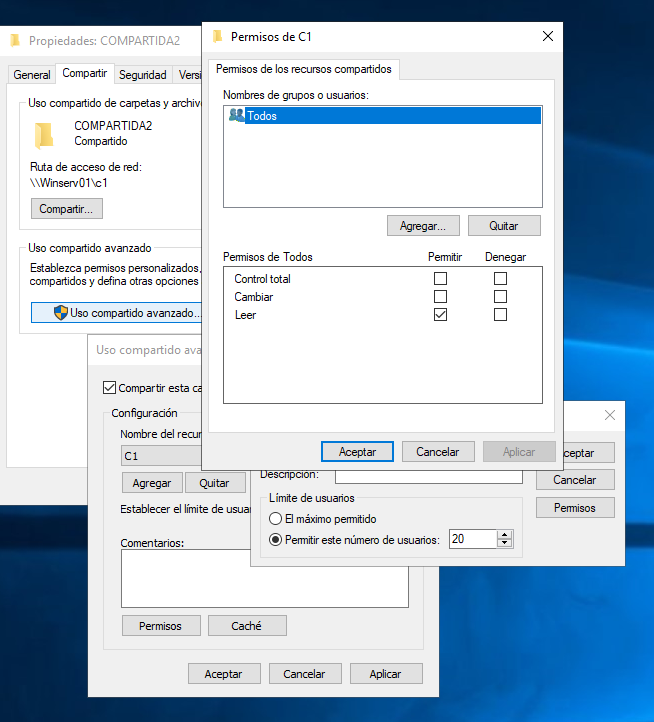 Propiedades: COMPARTIDA2
General
Compartir
Seguridad
Versi
Uso compartido de carpetas y archivo
COMPARTIDA2
Compartido
Ruta de acceso de red:
\\Winserv01\c1
Compartir...
Uso compartido avanzado
Establezca permisos personalizados,
compartidos y defina otras opciones
Uso compartido avanzado...
Permisos de C1
Permisos de los recursos compartidos
Nombres de grupos o usuarios:
Todos
Agregar...
Quitar
Permisos de Todos Permitir Denegar
Control total
Cambiar
Leer
Aceptar
Cancelar
Aplicar
Uso compartido ava
Compartir esta ca
Configuración
Nombre del recur
C1
Agregar
Quitar
Establecer el límite de usuar
Comentarios:
Permisos
Caché
Aceptar
Cancelar
Aplicar
ceptar
Descripción:
Cancelar
Límite de usuarios
Permisos
El máximo permitido
Permitir este número de usuarios: 20